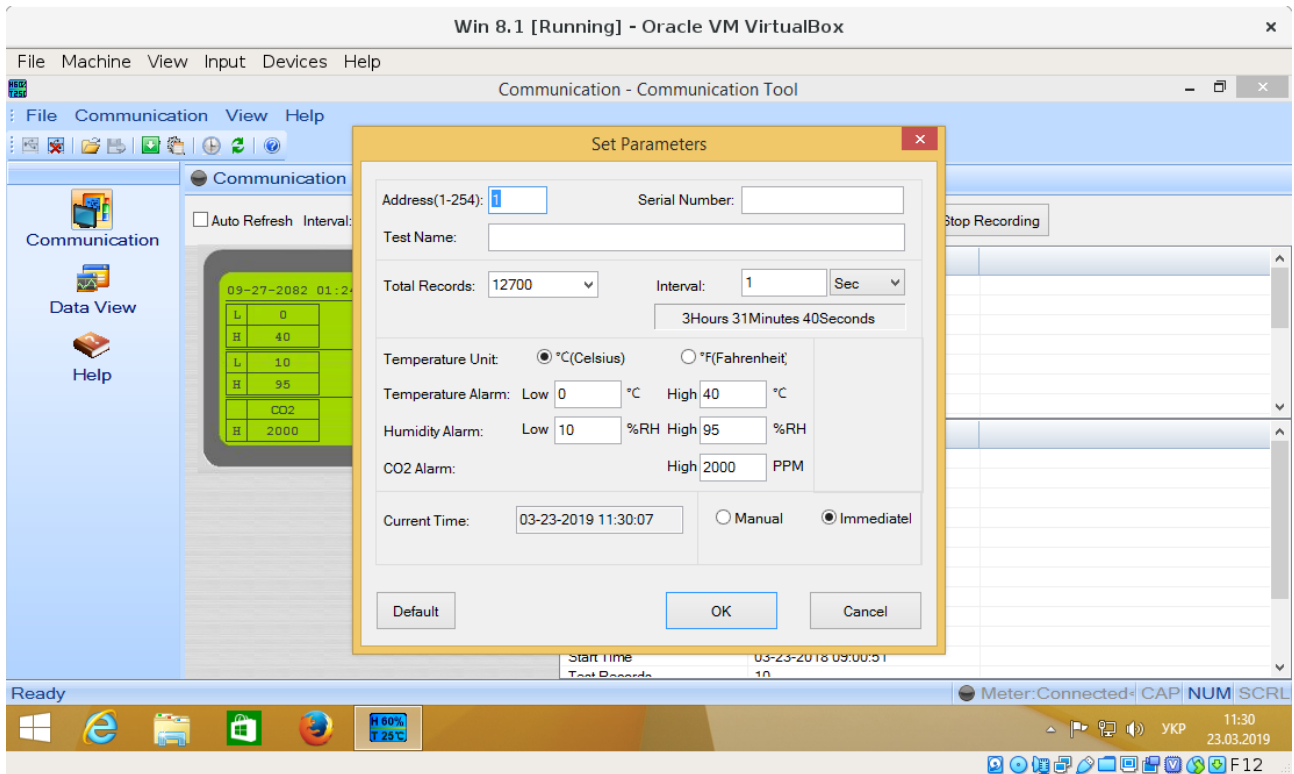 Win 8.1 [Running] - Oracle VM VirtualBox
File Machine View Input Devices Help
Communication - Communication Tool
File Communication View Help
Set Parameters
Communication
Data View
Help
Communication
Auto Refresh Interval:
Stop Recording
09-27-2082 01:24
L 0
H 40
L 10
H 95
CO2
H 2000
Address(1-254): 1 Serial Number:
Test Name:
Total Records: 12700 Interval: 1 Sec
3Hours 31Minutes 40Seconds
Temperature Unit: °C(Celsius) °F(Fahrenheit)
Temperature Alarm: Low 0 °C High 40 °C
Humidity Alarm: Low 10 %RH High 95 %RH
CO2 Alarm: High 2000 PPM
Current Time: 03-23-2019 11:30:07 Manual Immediatel
Default OK Cancel
Start Time 03-23-2018 09:00:51
Test Records 10
Ready Meter:Connected CAP NUM SCRL
H 60%
T 25°C
УКР 11:30
23.03.2019
F12